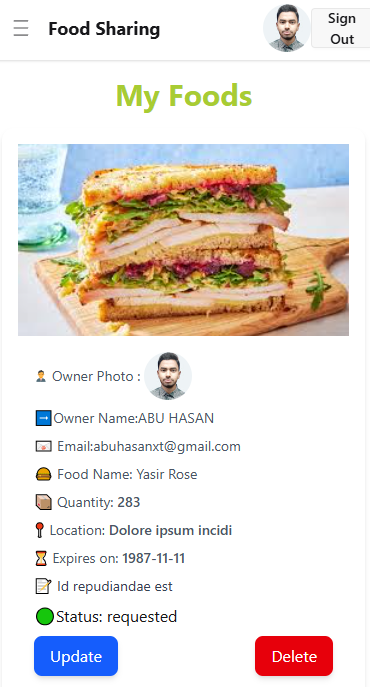 Food Sharing
Sign
Out
My Foods
Owner Photo :
Owner Name:ABU HASAN
Email:abuhasanxt@gmail.com
Food Name: Yasir Rose
Quantity: 283
Location: Dolore ipsum incidi
Expires on: 1987-11-11
Id repudiandae est
Status: requested
Update
Delete